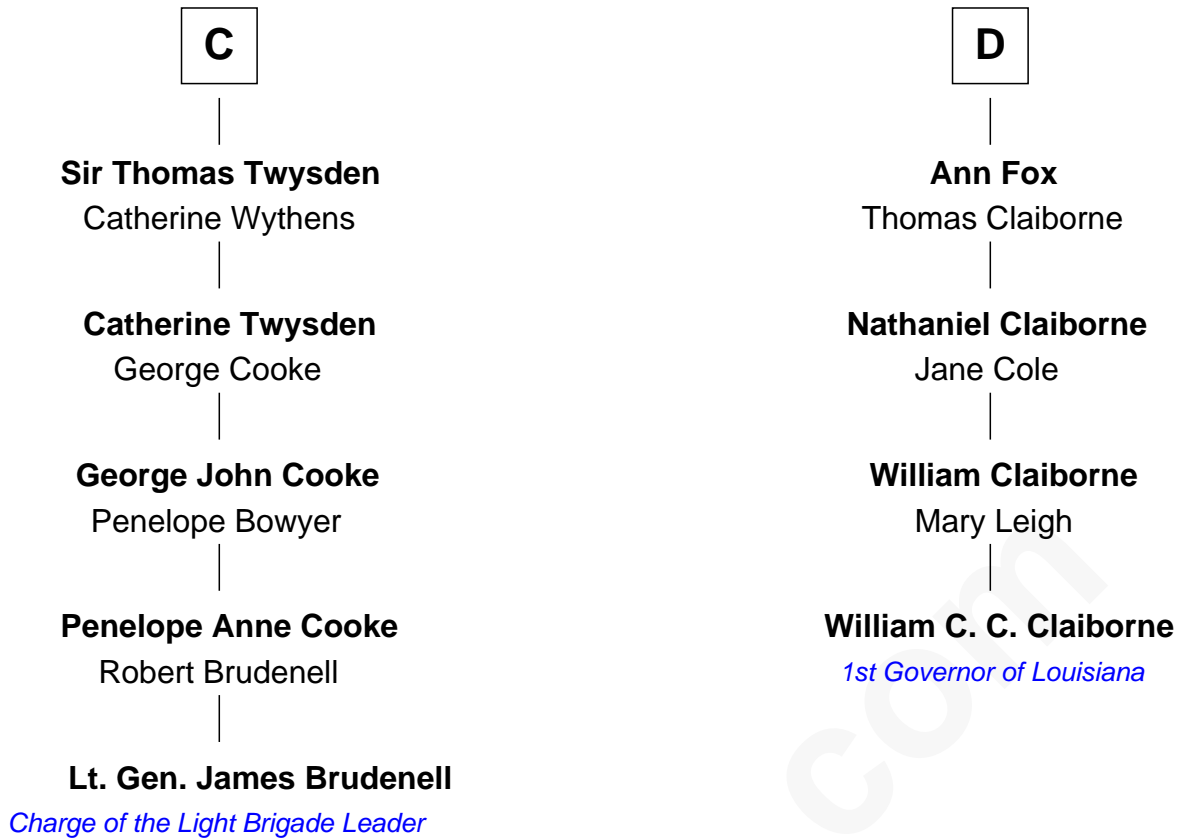 C
Sir Thomas Twysden
Catherine Wythens
Catherine Twysden
George Cooke
George John Cooke
Penelope Bowyer
Penelope Anne Cooke
Robert Brudenell
Lt. Gen. James Brudenell
Charge of the Light Brigade Leader
D
Ann Fox
Thomas Claiborne
Nathaniel Claiborne
Jane Cole
William Claiborne
Mary Leigh
William C. C. Claiborne
1st Governor of Louisiana
com